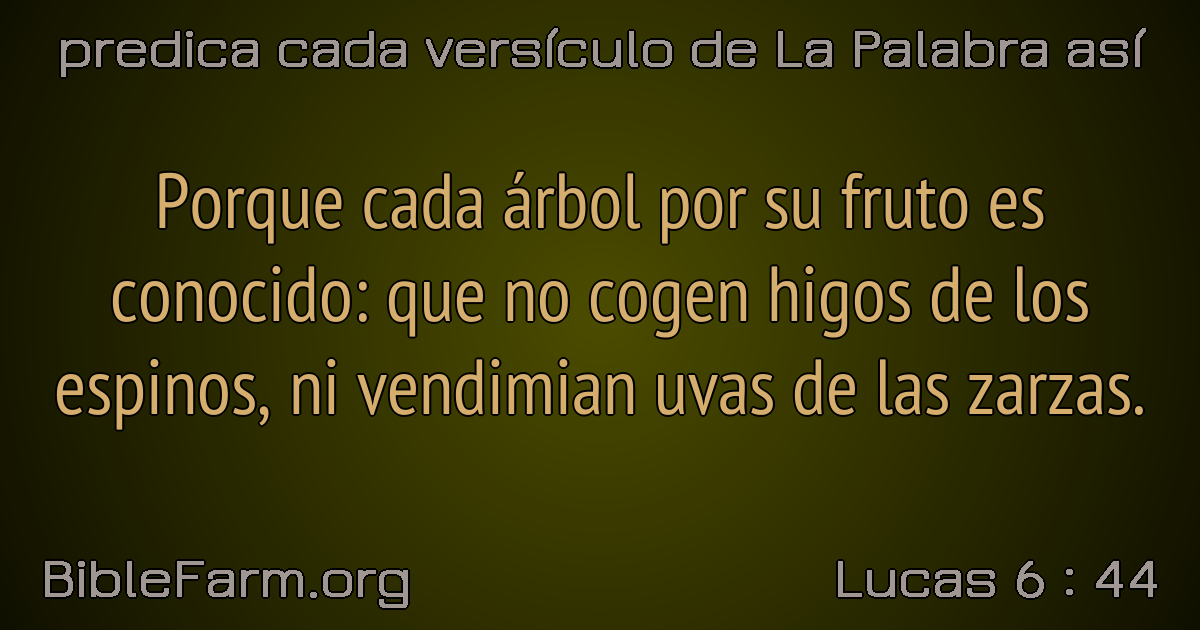 predica cada versículo de La Palabra así
Porque cada árbol por su fruto es
conocido: que no cogen higos de los
espinos, ni vendimian uvas de las zarzas.
BibleFarm.org
Lucas 6 : 44